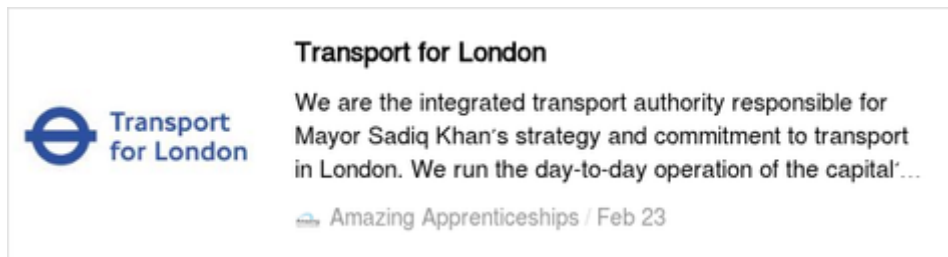 Transport for London
Transport
for London
We are the integrated transport authority responsible for
Mayor Sadiq Khan's strategy and commitment to transport
in London. We run the day-to-day operation of the capital'...
Amazing Apprenticeships / Feb 23